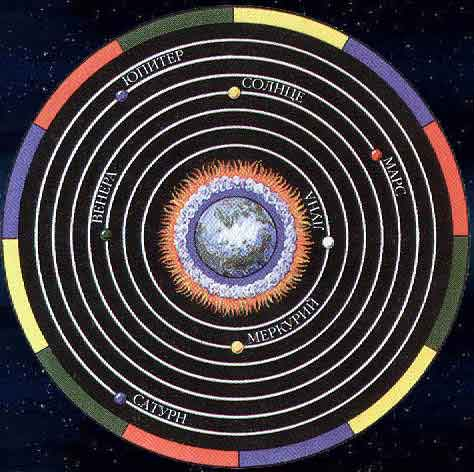 ЮПИТЕР
СОЛНЦЕ
МАРС
ВЕНЕРА
ЛУНА
МЕРКУРИЙ
САТУРН